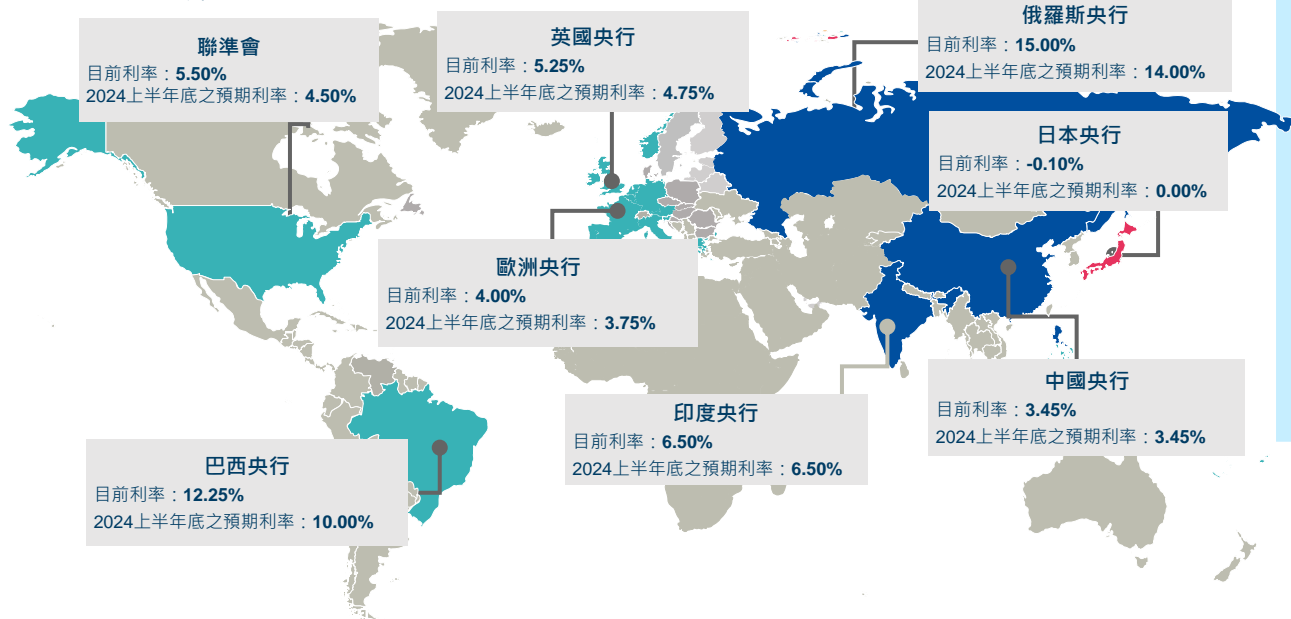 聯準會
目前利率：5.50%
2024上半年底之預期利率：4.50%
英國央行
目前利率：5.25%
2024上半年底之預期利率：4.75%
俄羅斯央行
目前利率：15.00%
2024上半年底之預期利率：14.00%
日本央行
目前利率：-0.10%
2024上半年底之預期利率：0.00%
歐洲央行
目前利率：4.00%
2024上半年底之預期利率：3.75%
中國央行
目前利率：3.45%
2024上半年底之預期利率：3.45%
印度央行
目前利率：6.50%
2024上半年底之預期利率：6.50%
巴西央行
目前利率：12.25%
2024上半年底之預期利率：10.00%